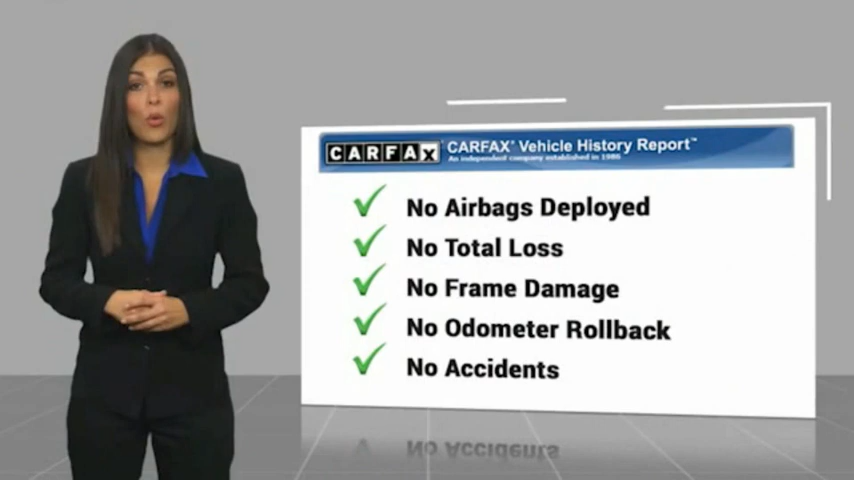 CARFAX CARFAX® Vehicle History Report™
An independent company established in 1986
No Airbags Deployed
No Total Loss
No Frame Damage
No Odometer Rollback
No Accidents
No Accidents